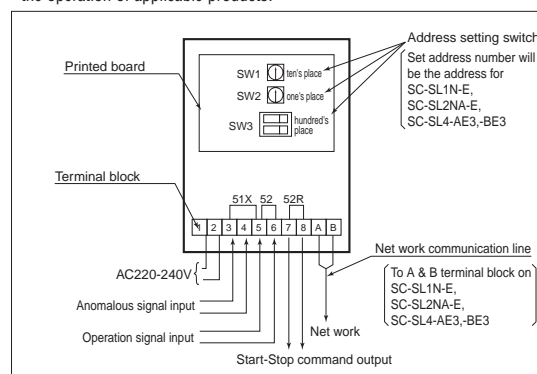 the operation of applicable products.
Address setting switch
Set address number will
be the address for
SC-SL1N-E,
SC-SL2NA-E,
SC-SL4-AE3,-BE3
Printed board
SW1 ten's place
SW2 one's place
SW3 hundred's
place
Terminal block
51X 52 52R
1 2 3 4 5 6 7 8 A B
Net work communication line
AC220-240V
To A & B terminal block on
SC-SL1N-E,
SC-SL2NA-E,
SC-SL4-AE3,-BE3
Anomalous signal input
Operation signal input
Net work
Start-Stop command output